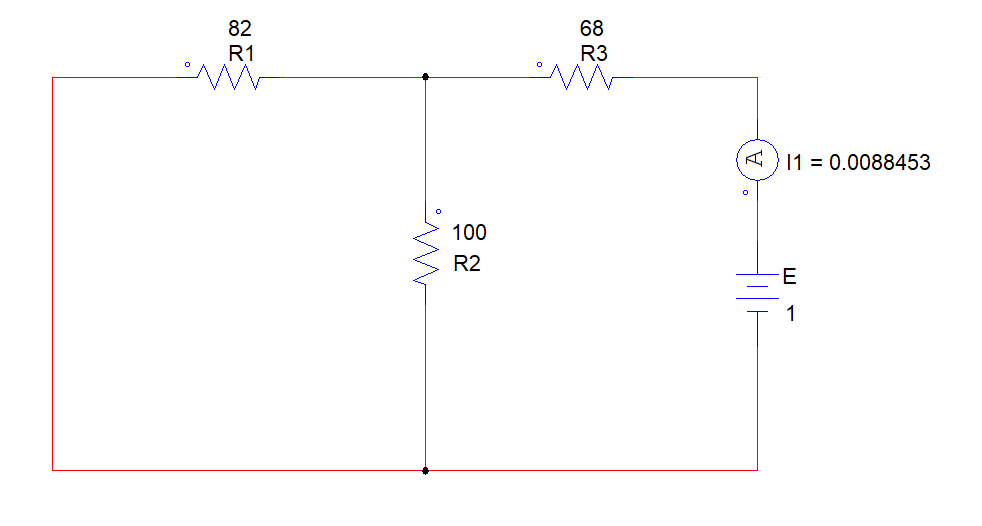 82
R1
68
R3
A
I1 = 0.0088453
100
R2
E
1